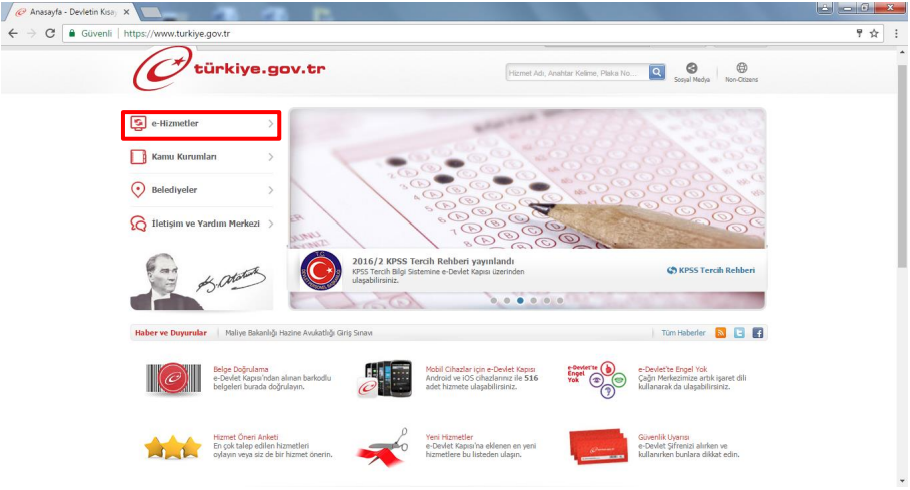 Anasayfa - Devletin Kısay
Güvenli
https://www.turkiye.gov.tr
türkiye.gov.tr
Hizmet Adı, Anahtar Kelime, Plaka No...
Sosyal Medya
Non-Citizens
e-Hizmetler
Kamu Kurumları
Belediyeler
İletişim ve Yardım Merkezi
K. Atatürk
2016/2 KPSS Tercih Rehberi yayınlandı
KPSS Tercih Bilgi Sistemine e-Devlet Kapısı üzerinden
ulaşabilirsiniz.
KPSS Tercih Rehberi
Haber ve Duyurular
Maliye Bakanlığı Hazine Avukatlığı Giriş Sınavı
Tüm Haberler
Belge Doğrulama
e-Devlet Kapısı'ndan alınan barkodlu
belgeleri burada doğrulayın.
Mobil Cihazlar için e-Devlet Kapısı
Android ve iOS cihazlarınız ile 516
adet hizmete ulaşabilirsiniz.
e-Devlet'te
Engel
Yok
e-Devlet'te Engel Yok
Çağrı Merkezimize artık işaret dili
kullanarak da ulaşabilirsiniz.
Hizmet Öneri Anketi
En çok talep edilen hizmetleri
oylayın veya siz de bir hizmet önerin.
Yeni Hizmetler
e-Devlet Kapısı'na eklenen en yeni
hizmetlere bu listeden ulaşın.
Güvenlik Uyarısı
e-Devlet Şifrenizi alırken ve
kullanırken bunlara dikkat edin.